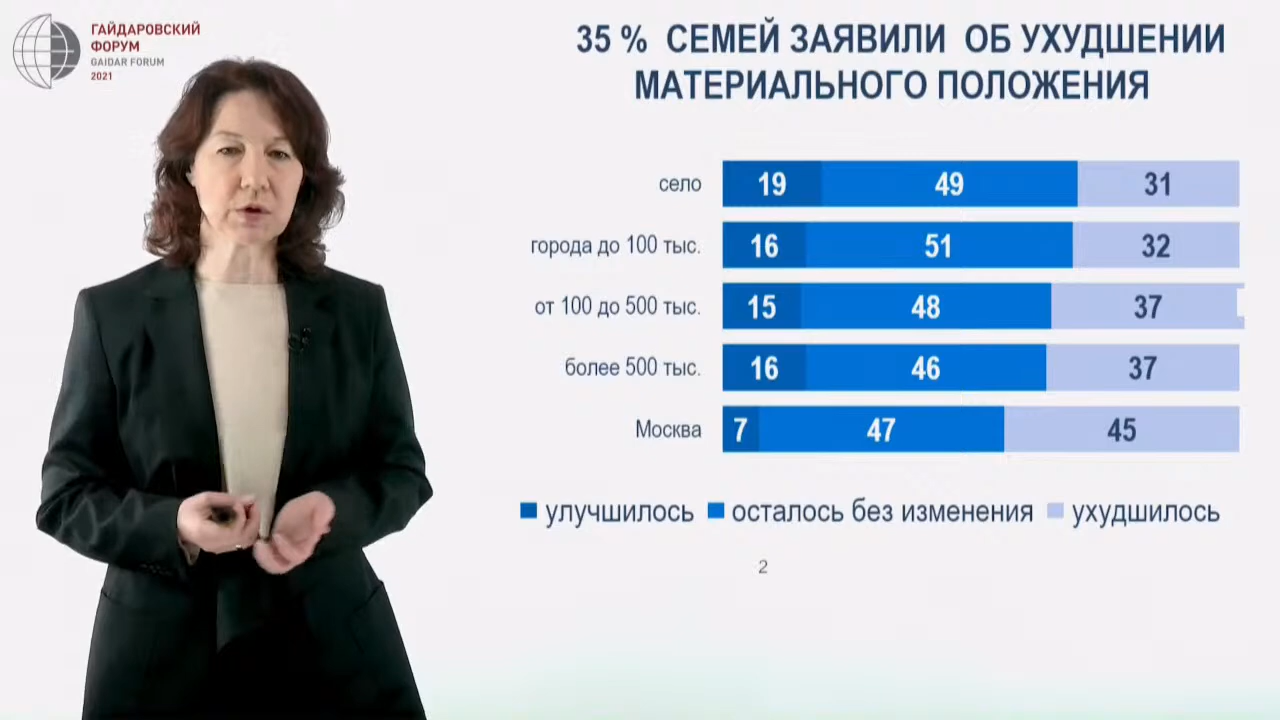 ГАЙДАРОВСКИЙ
ФОРУМ
GAIDAR FORUM
2021
35 % СЕМЕЙ ЗАЯВИЛИ ОБ УХУДШЕНИИ
МАТЕРИАЛЬНОГО ПОЛОЖЕНИЯ
село 19 49 31
города до 100 тыс. 16 51 32
от 100 до 500 тыс. 15 48 37
более 500 тыс. 16 46 37
Москва 7 47 45
улучшилось осталось без изменения ухудшилось
2